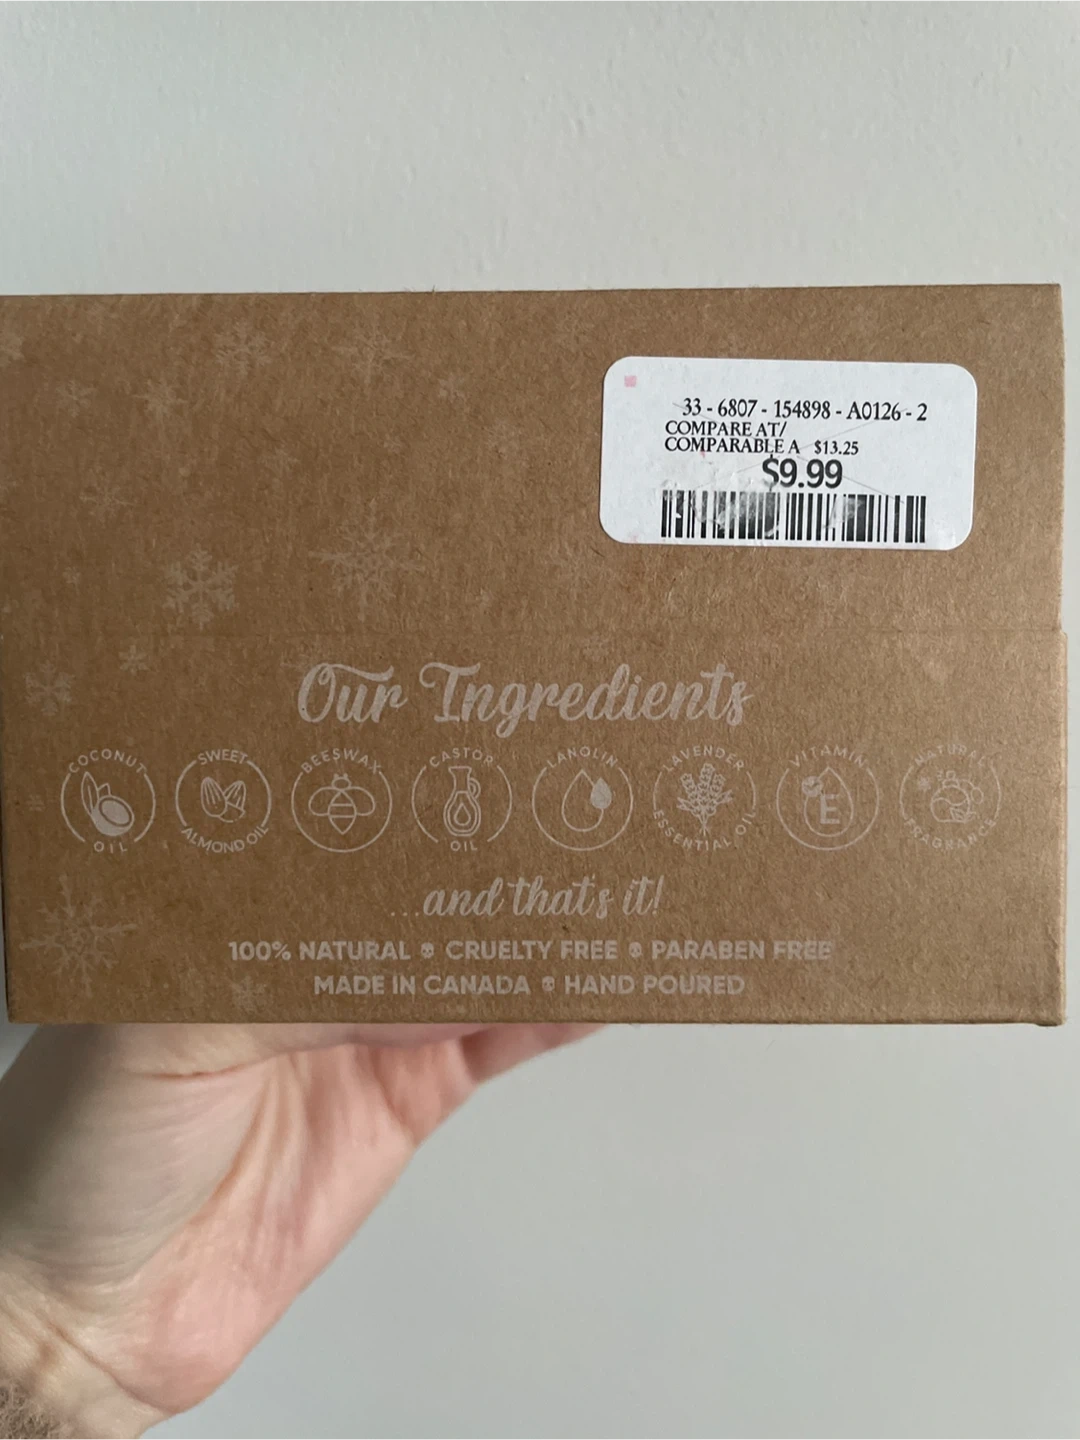 33 - 6807 - 154898 - A0126 - 2
COMPARE AT/
COMPARABLE A $13.25
$9.99
Our Ingredients
COCONUT OIL
SWEET ALMOND OIL
BEESWAX
CASTOR OIL
LANOLIN
LAVENDER ESSENTIAL OIL
VITAMIN E
NATURAL FRAGRANCE
...and that's it!
100% NATURAL CRUELTY FREE PARABEN FREE
MADE IN CANADA HAND POURED